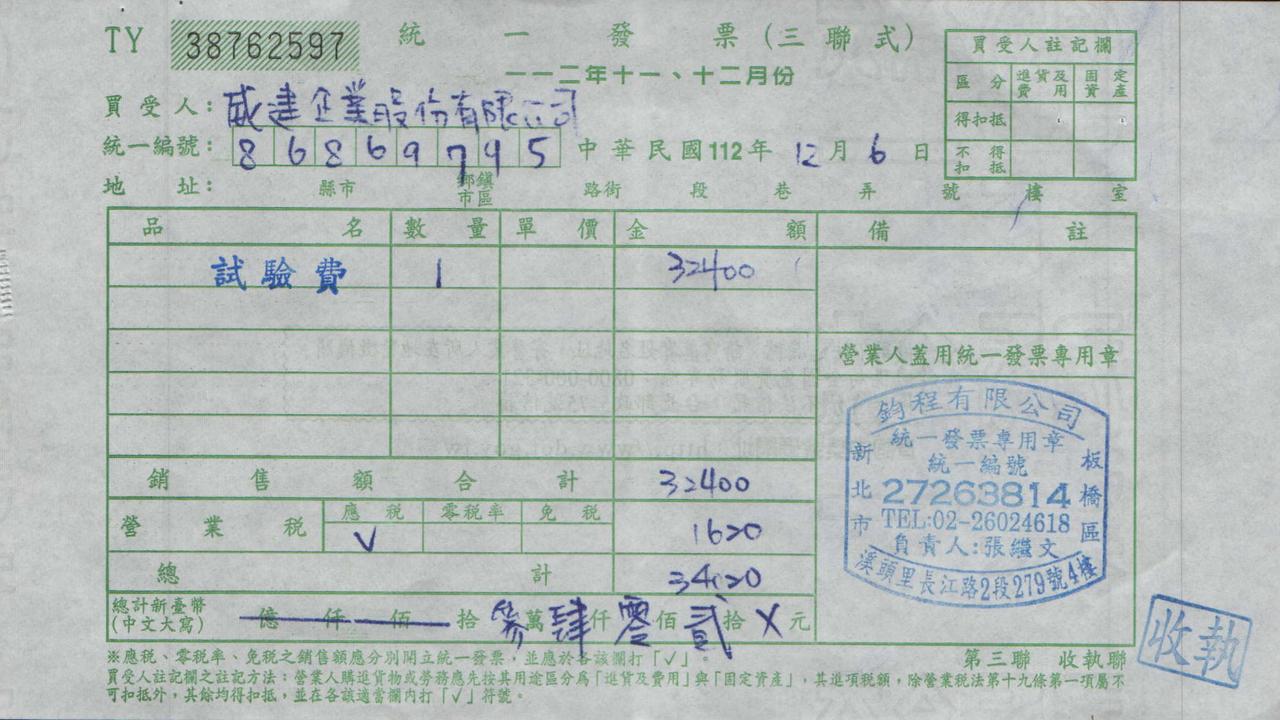 TY 38762597 統一發票(三聯式)
一一二年十一、十二月份
買受人註記欄
區分 進貨及費用 固定資產
得扣抵
不得扣抵
買受人: 威建企業股份有限公司
統一編號: 86869795 中華民國112年12月6日
地址: 縣市 鄉鎮市區 路街 段 巷 弄 號 樓 室
品名 數量 單價 金額 備註
試驗費 1 32400
營業人蓋用統一發票專用章
鈞程有限公司
統一發票專用章
統一編號
27263814
TEL:02-26024618
負責人:張繼文
新北市 板橋區
溪頭里長江路2段279號4樓
銷售額合計 32400
營業稅 應稅 零稅率 免稅 1620
V
總計 34020
總計新臺幣(中文大寫) 億仟佰拾參萬肆仟零佰貳拾X元
※應稅、零稅率、免稅之銷售額應分別開立統一發票,並應於各該欄打「✓」。
第三聯 收執聯
收執
買受人註記欄之註記方法:營業人購進貨物或勞務應先按其用途區分為「進貨及費用」與「固定資產」,其進項稅額,除營業稅法第十九條第一項屬不
可扣抵外,其餘均得扣抵,並在各該適當欄內打「✓」符號。